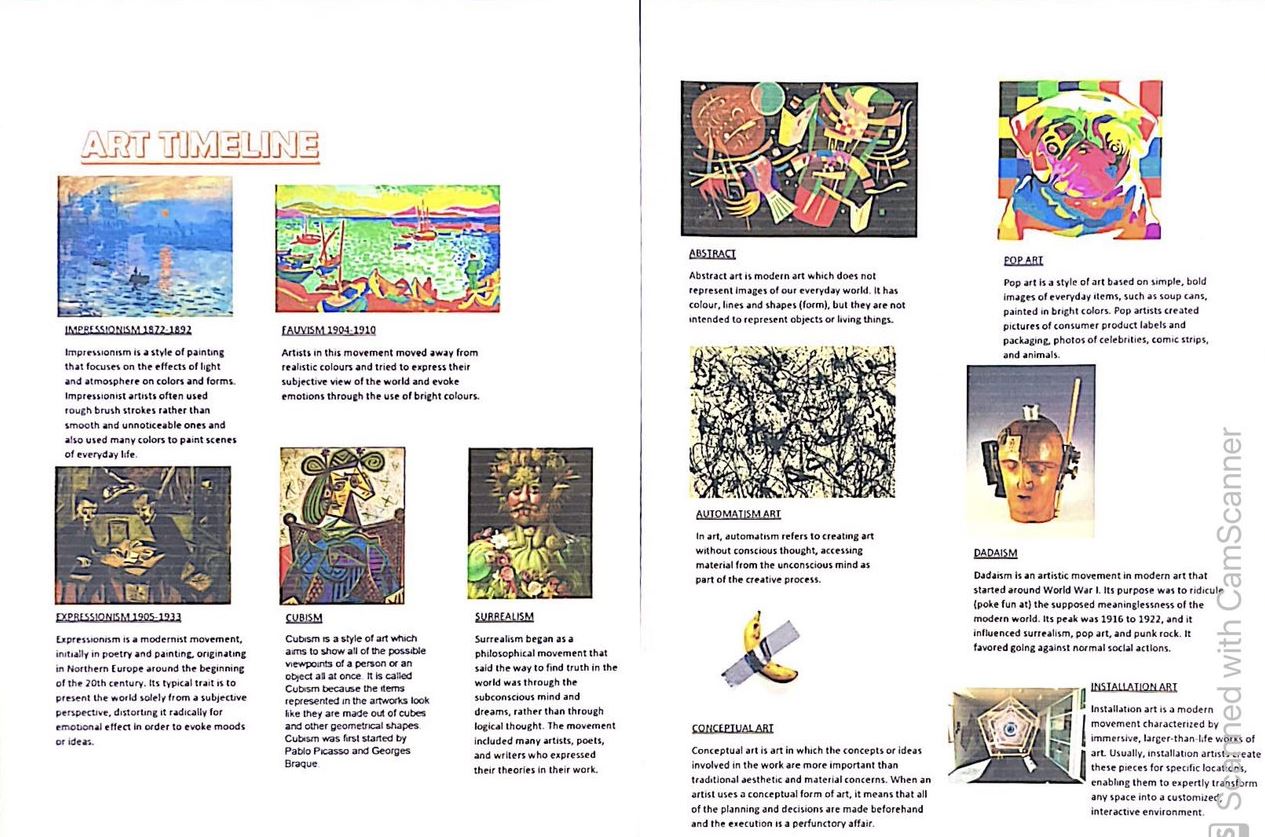 ART TIMELINE
IMPRESSIONISM 1872-1892
Impressionism is a style of painting
that focuses on the effects of light
and atmosphere on colors and forms.
Impressionist artists often used
rough brush strokes rather than
smooth and unnoticeable ones and
also used many colors to paint scenes
of everyday life.
FAUVISM 1904-1910
Artists in this movement moved away from
realistic colours and tried to express their
subjective view of the world and evoke
emotions through the use of bright colours.
EXPRESSIONISM 1905-1933
Expressionism is a modernist movement,
initially in poetry and painting, originating
in Northern Europe around the beginning
of the 20th century. Its typical trait is to
present the world solely from a subjective
perspective, distorting it radically for
emotional effect in order to evoke moods
or ideas.
CUBISM
Cubism is a style of art which
aims to show all of the possible
viewpoints of a person or an
object all at once. It is called
Cubism because the items
represented in the artworks look
like they are made out of cubes
and other geometrical shapes.
Cubism was first started by
Pablo Picasso and Georges
Braque.
SURREALISM
Surrealism began as a
philosophical movement that
said the way to find truth in the
world was through the
subconscious mind and
dreams, rather than through
logical thought. The movement
included many artists, poets,
and writers who expressed
their theories in their work.
ABSTRACT
Abstract art is modern art which does not
represent images of our everyday world. It has
colour, lines and shapes (form), but they are not
intended to represent objects or living things.
AUTOMATISM ART
In art, automatism refers to creating art
without conscious thought, accessing
material from the unconscious mind as
part of the creative process.
CONCEPTUAL ART
Conceptual art is art in which the concepts or ideas
involved in the work are more important than
traditional aesthetic and material concerns. When an
artist uses a conceptual form of art, it means that all
of the planning and decisions are made beforehand
and the execution is a perfunctory affair.
POP ART
Pop art is a style of art based on simple, bold
images of everyday items, such as soup cans,
painted in bright colors. Pop artists created
pictures of consumer product labels and
packaging, photos of celebrities, comic strips,
and animals.
DADAISM
Dadaism is an artistic movement in modern art that
started around World War I. Its purpose was to ridicule
(poke fun at) the supposed meaninglessness of the
modern world. Its peak was 1916 to 1922, and it
influenced surrealism, pop art, and punk rock. It
favored going against normal social actions.
INSTALLATION ART
Installation art is a modern
movement characterized by
immersive, larger-than-life works of
art. Usually, installation artists create
these pieces for specific locations,
enabling them to expertly transform
any space into a customized,
interactive environment.
CS Scanned with CamScanner